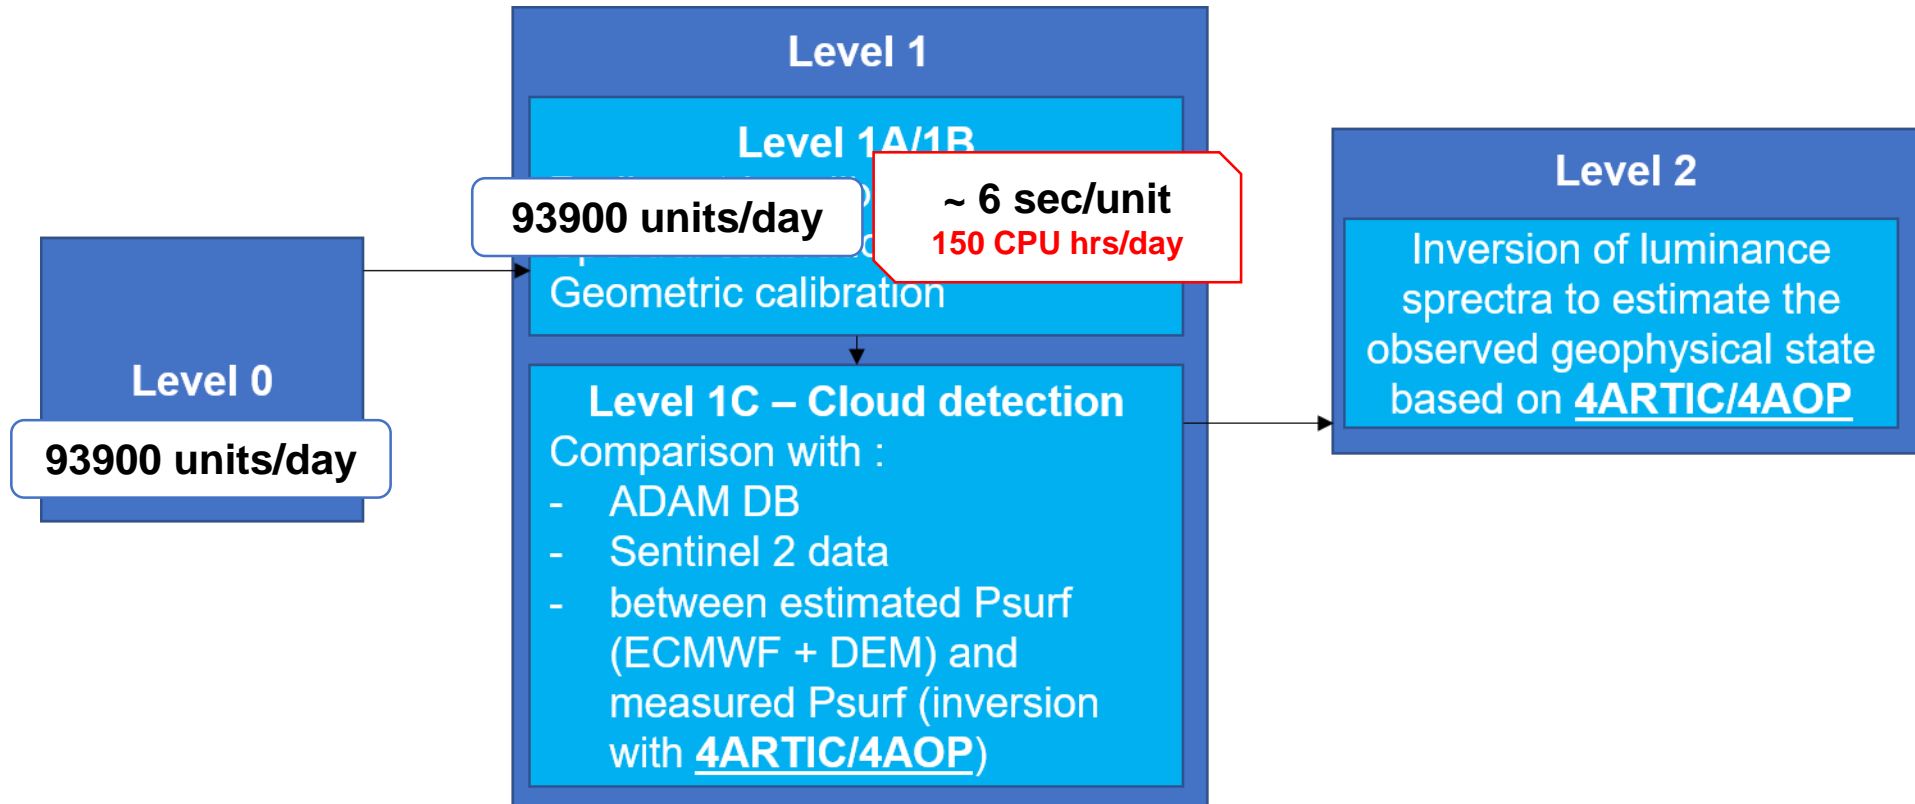 Level 0
93900 units/day
Level 1
Level 1A/1B
93900 units/day
~ 6 sec/unit
150 CPU hrs/day
Geometric calibration
Level 1C – Cloud detection
Comparison with :
- ADAM DB
- Sentinel 2 data
- between estimated Psurf
(ECMWF + DEM) and
measured Psurf (inversion
with 4ARTIC/4AOP)
Level 2
Inversion of luminance
sprectra to estimate the
observed geophysical state
based on 4ARTIC/4AOP